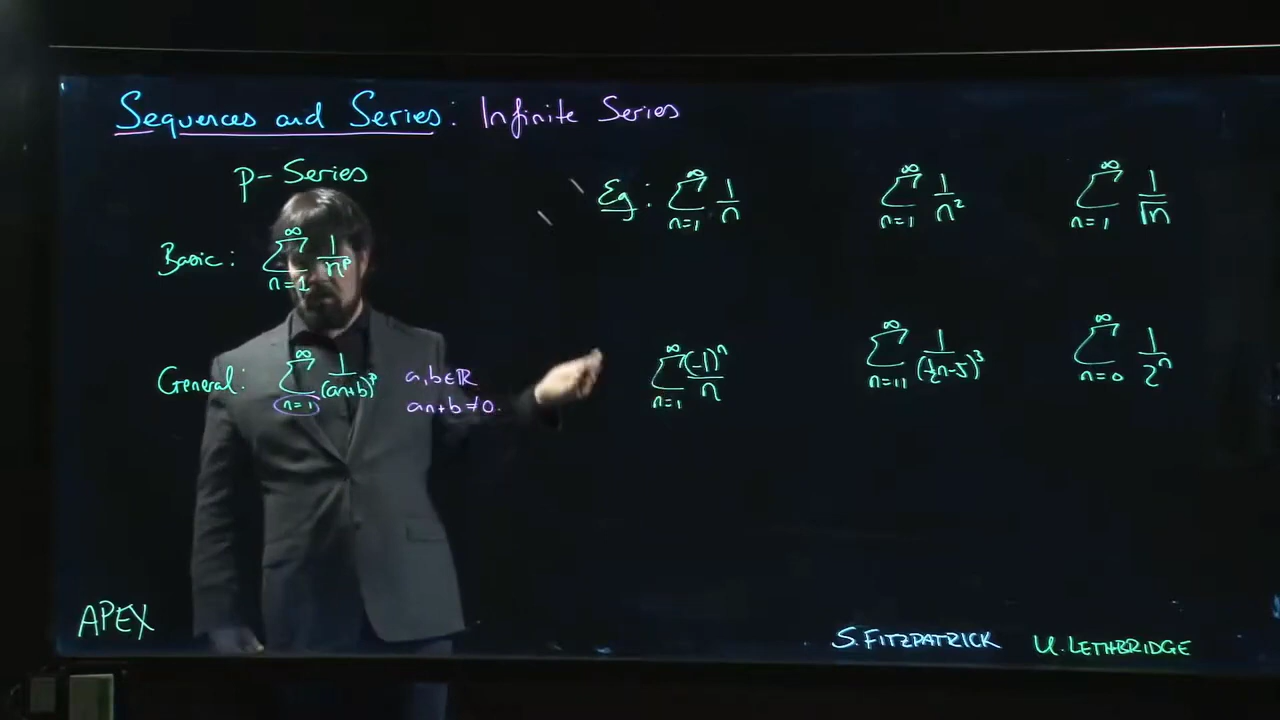 Sequences and Series: Infinite Series
p-Series
Basic: ∞ Σ n=1 1/n^p
General: ∞ Σ n=1 1/(an+b)^p a,b∈ℝ
an+b≠0.
Eg: ∞ Σ n=1 1/n
∞ Σ n=1 1/n²
∞ Σ n=1 1/√n
∞ Σ n=1 (-1)^n/n
∞ Σ n=11 1/(½n-5)³
∞ Σ n=0 1/2^n
APEX
S. FITZPATRICK U. LETHBRIDGE